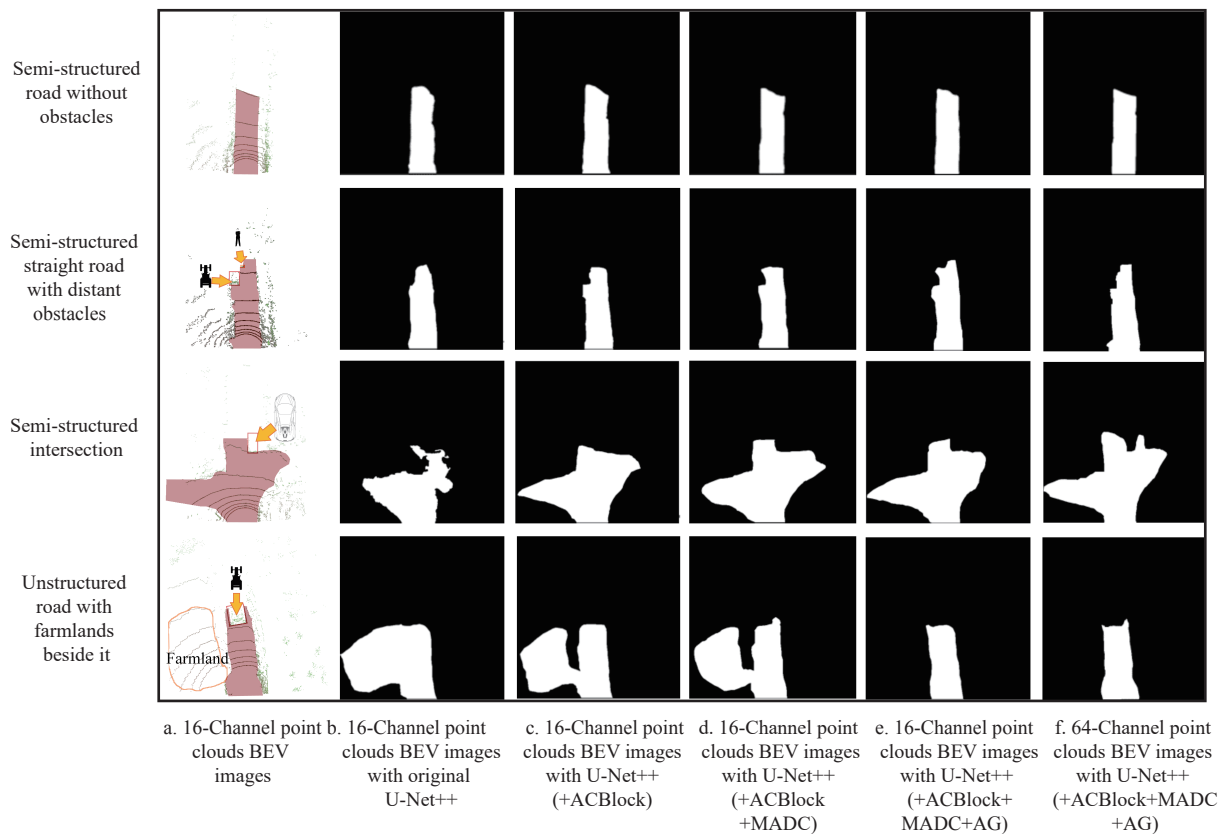 Semi-structured
road without
obstacles
Semi-structured
straight road
with distant
obstacles
Semi-structured
intersection
Unstructured
road with
farmlands
beside it
Farmland
a. 16-Channel point
clouds BEV
images
b. 16-Channel point
clouds BEV images
with original
U-Net++
c. 16-Channel point
clouds BEV images
with U-Net++
(+ACBlock)
d. 16-Channel point
clouds BEV images
with U-Net++
(+ACBlock
+MADC)
e. 16-Channel point
clouds BEV images
with U-Net++
(+ACBlock+
MADC+AG)
f. 64-Channel point
clouds BEV images
with U-Net++
(+ACBlock+MADC
+AG)